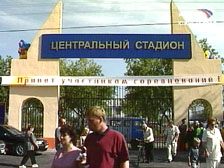 ЦЕНТРАЛЬНЫЙ СТАДИОН
Привет участникам соревнований!